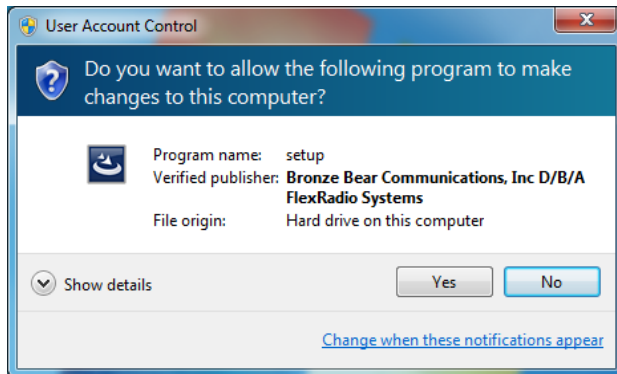 User Account Control
Do you want to allow the following program to make
changes to this computer?
Program name: setup
Verified publisher: Bronze Bear Communications, Inc D/B/A
FlexRadio Systems
File origin: Hard drive on this computer
Show details
Yes No
Change when these notifications appear